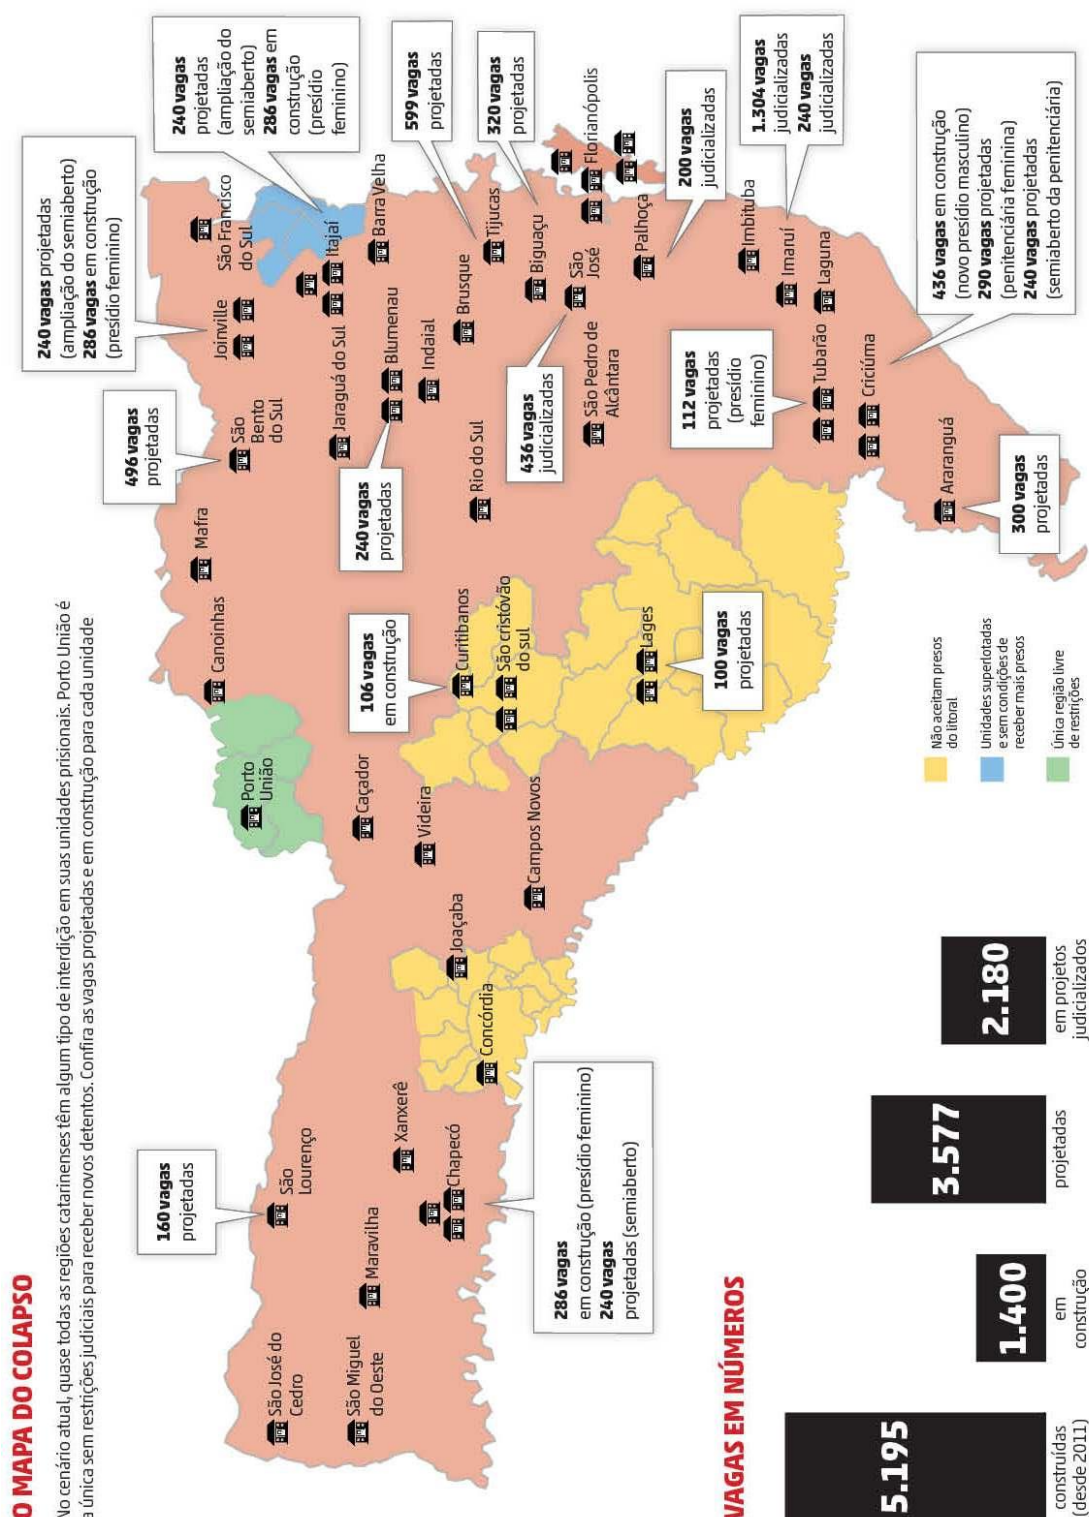 O MAPA DO COLAPSO
No cenário atual, quase todas as regiões catarinenses têm algum tipo de interdição em suas unidades prisionais. Porto União é
a única sem restrições judiciais para receber novos detentos. Confira as vagas projetadas e em construção para cada unidade
240 vagas projetadas
(ampliação do semiaberto)
286 vagas em construção
(presídio feminino)
240 vagas
projetadas
(ampliação do
semiaberto)
286 vagas em
construção
(presídio
feminino)
496 vagas
projetadas
160 vagas
projetadas
599 vagas
projetadas
320 vagas
projetadas
São José do
Cedro
São Miguel
do Oeste
Maravilha
São
Lourenço
Xanxerê
Chapecó
Concórdia
Joaçaba
Campos Novos
Videira
Caçador
Porto
União
Canoinhas
Mafra
São
Bento
do Sul
Joinville
São Francisco
do Sul
Jaraguá do Sul
Itajaí
Barra Velha
Blumenau
Indaial
Brusque
Tijucas
Biguaçu
Florianópolis
São
José
Palhoça
Rio do Sul
São Pedro de
Alcântara
Curitibanos
São cristóvão
do sul
Lages
Imbituba
Imaruí
Laguna
Tubarão
Criciúma
Araranguá
240 vagas
projetadas
106 vagas
em construção
436 vagas
judicializadas
200 vagas
judicializadas
1.304 vagas
judicializadas
240 vagas
judicializadas
112 vagas
projetadas
(presídio
feminino)
100 vagas
projetadas
286 vagas
em construção (presídio feminino)
240 vagas
projetadas (semiaberto)
436 vagas em construção
(novo presídio masculino)
290 vagas projetadas
(penitenciária feminina)
240 vagas projetadas
(semiaberto da penitenciária)
300 vagas
projetadas
Não aceitam presos
do litoral
Unidades superlotadas
e sem condições de
receber mais presos
Única região livre
de restrições
VAGAS EM NÚMEROS
5.195
construídas
(desde 2011)
1.400
em
construção
3.577
projetadas
2.180
em projetos
judicializados